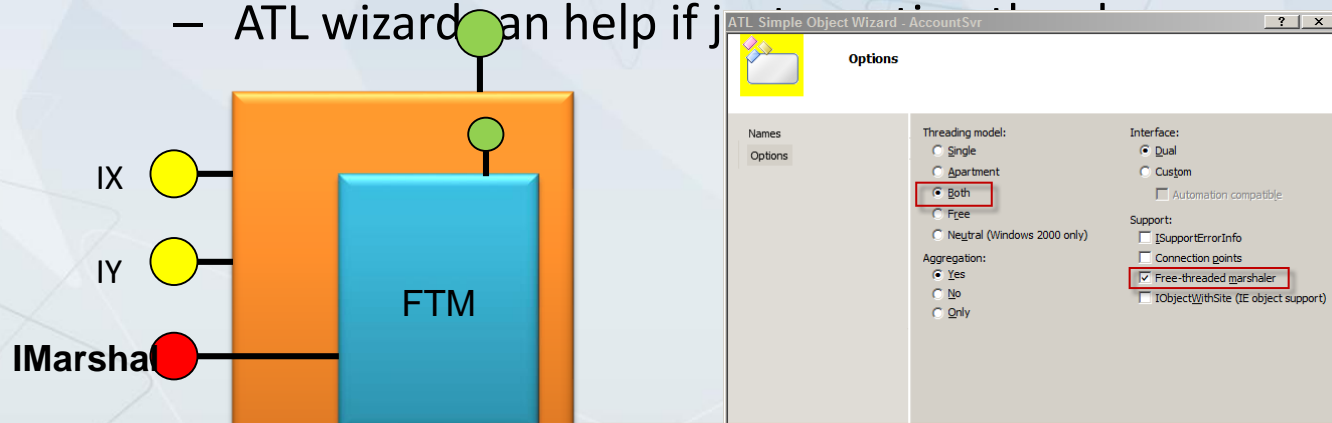 – ATL wizard can help if j
IX
IY
IMarshal
FTM
ATL Simple Object Wizard - AccountSvr
? x
Options
Names
Options
Threading model:
Single
Apartment
Both
Free
Neutral (Windows 2000 only)
Aggregation:
Yes
No
Only
Interface:
Dual
Custom
Automation compatible
Support:
ISupportErrorInfo
Connection points
Free-threaded marshaler
IObjectWithSite (IE object support)